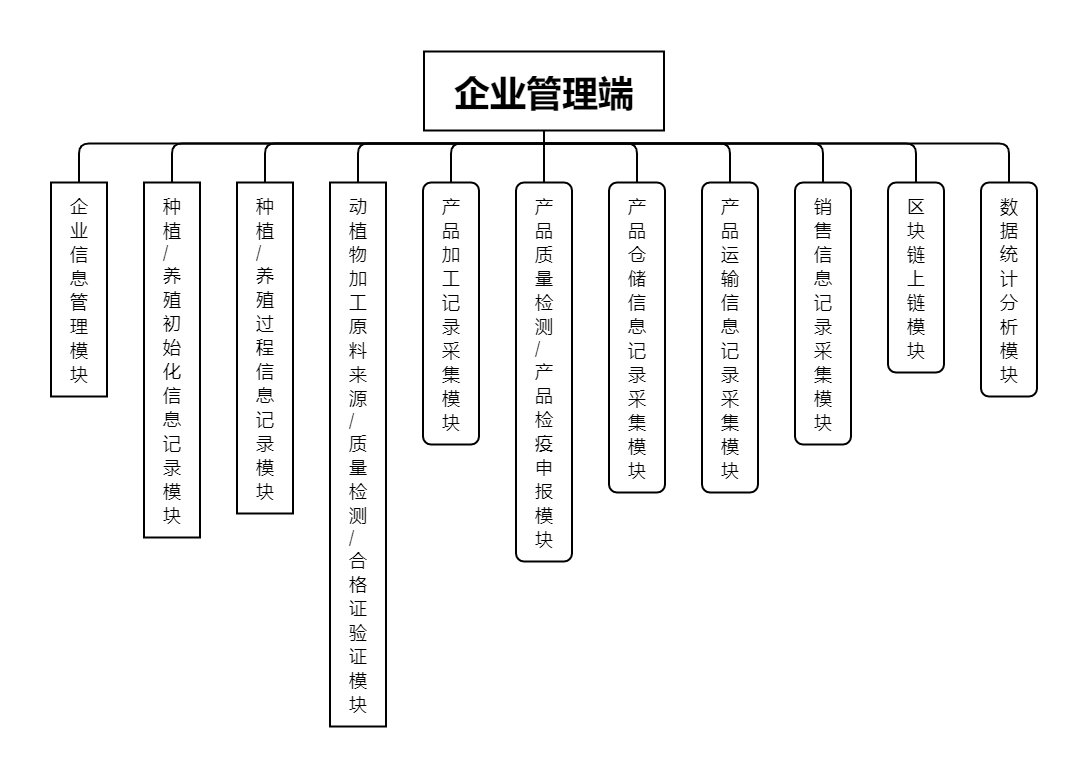 企业管理端
企业信息管理模块
种植/养殖初始化信息记录模块
种植/养殖过程信息记录模块
动植物加工原料来源/质量检测/合格证验证模块
产品加工记录采集模块
产品质量检测/产品检疫申报模块
产品仓储信息记录采集模块
产品运输信息记录采集模块
销售信息记录采集模块
区块链上链模块
数据统计分析模块